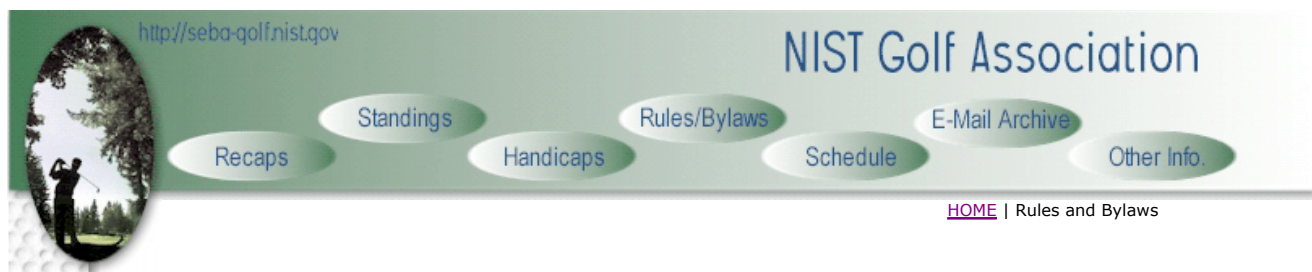 http://seba-golf.nist.gov
NIST Golf Association
Standings
Rules/Bylaws
E-Mail Archive
Recaps
Handicaps
Schedule
Other Info.
HOME | Rules and Bylaws